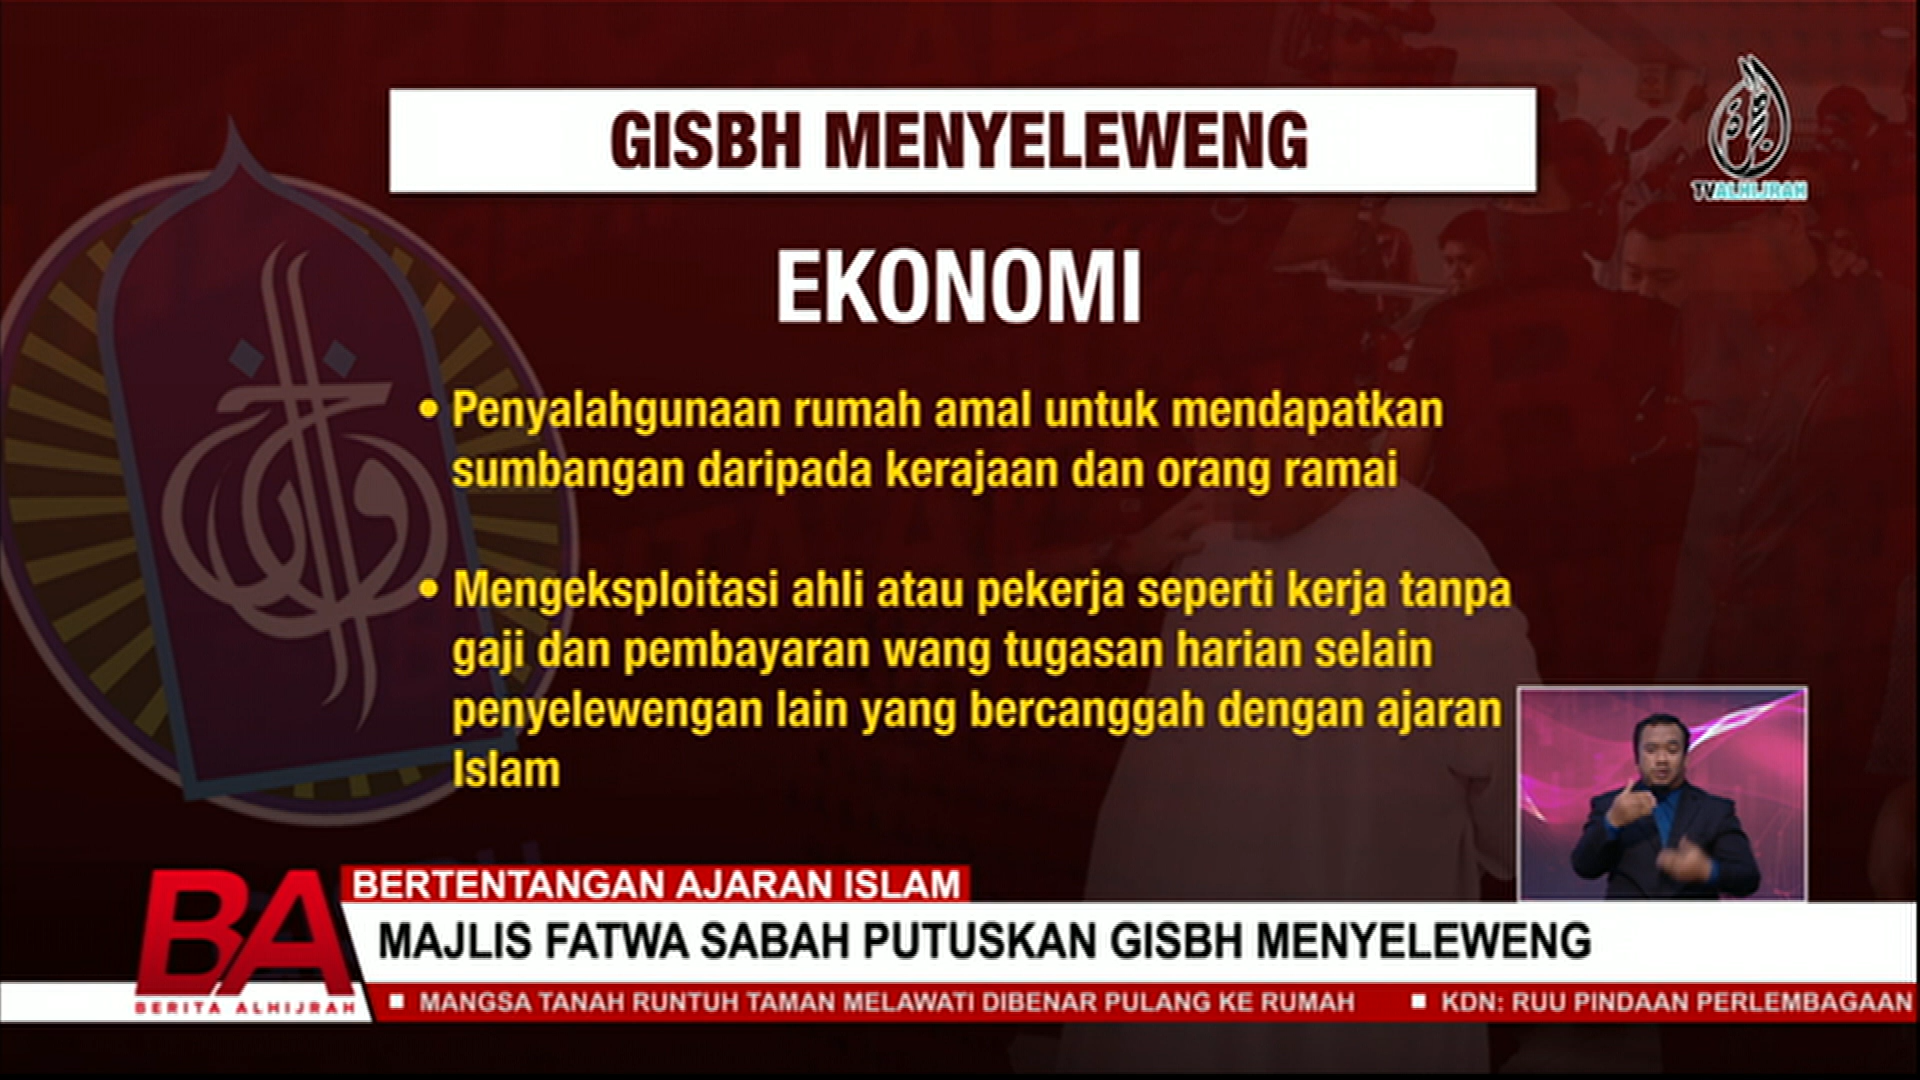 GISBH MENYELEWENG
TVALHIJRAH
EKONOMI
• Penyalahgunaan rumah amal untuk mendapatkan
sumbangan daripada kerajaan dan orang ramai
• Mengeksploitasi ahli atau pekerja seperti kerja tanpa
gaji dan pembayaran wang tugasan harian selain
penyelewengan lain yang bercanggah dengan ajaran
Islam
BA
BERITA ALHIJRAH
BERTENTANGAN AJARAN ISLAM
MAJLIS FATWA SABAH PUTUSKAN GISBH MENYELEWENG
MANGSA TANAH RUNTUH TAMAN MELAWATI DIBENAR PULANG KE RUMAH
KDN: RUU PINDAAN PERLEMBAGAAN